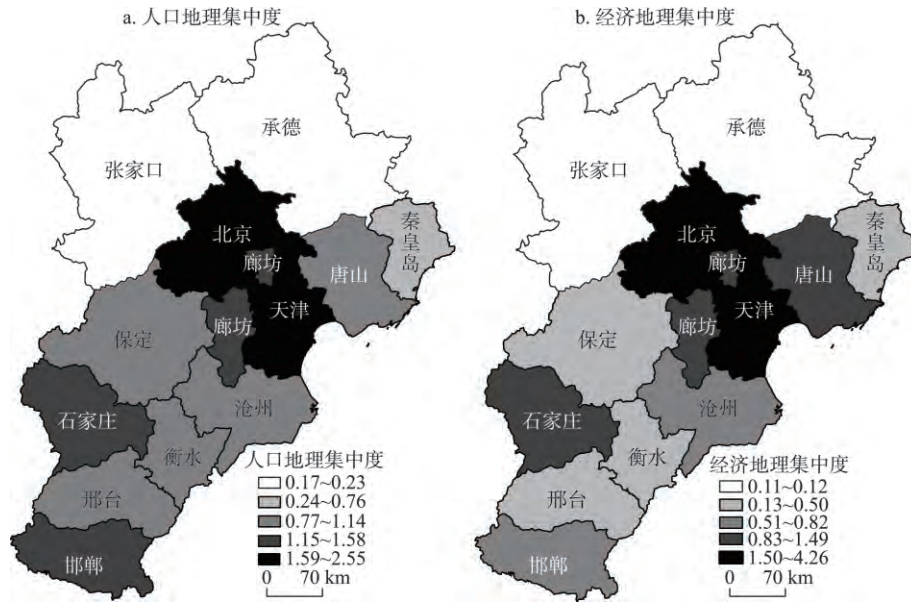 a. 人口地理集中度
承德
张家口
北京
秦皇岛
廊坊
唐山
天津
廊坊
保定
沧州
石家庄
衡水
邢台
邯郸
人口地理集中度
0.17~0.23
0.24~0.76
0.77~1.14
1.15~1.58
1.59~2.55
0 70 km
b. 经济地理集中度
承德
张家口
北京
秦皇岛
廊坊
唐山
天津
廊坊
保定
沧州
石家庄
衡水
邢台
邯郸
经济地理集中度
0.11~0.12
0.13~0.50
0.51~0.82
0.83~1.49
1.50~4.26
0 70 km